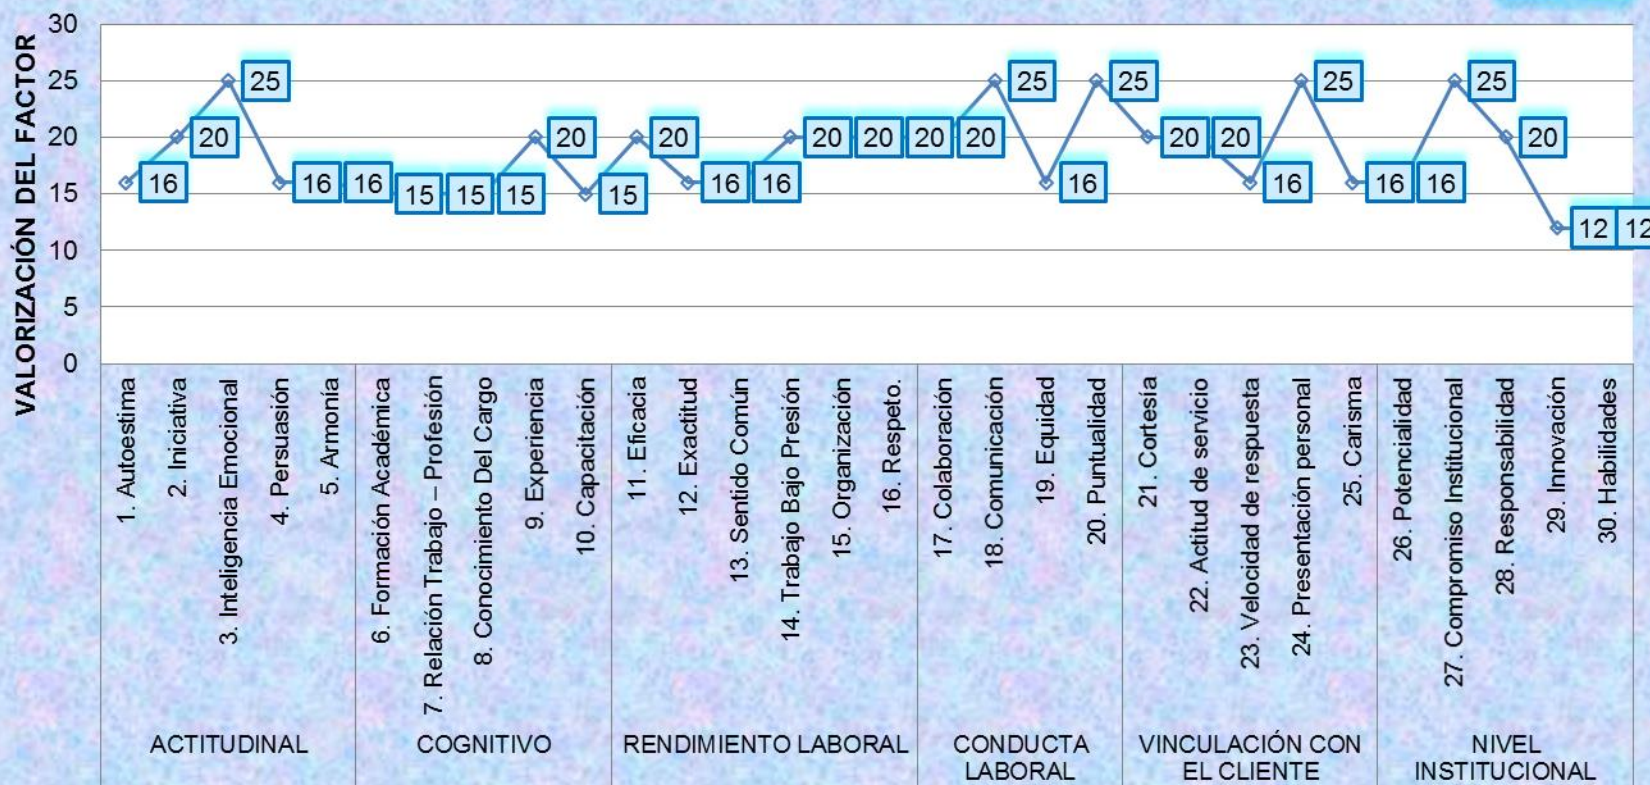 VALORIZACIÓN DEL FACTOR
30
25
20
15
10
5
0
16
20
25
16
16
15
15
15
20
15
20
16
16
20
20
20
20
25
16
25
20
20
16
25
16
16
25
20
12
12
1. Autoestima
2. Iniciativa
3. Inteligencia Emocional
4. Persuasión
5. Armonía
6. Formación Académica
7. Relación Trabajo – Profesión
8. Conocimiento Del Cargo
9. Experiencia
10. Capacitación
11. Eficacia
12. Exactitud
13. Sentido Común
14. Trabajo Bajo Presión
15. Organización
16. Respeto.
17. Colaboración
18. Comunicación
19. Equidad
20. Puntualidad
21. Cortesía
22. Actitud de servicio
23. Velocidad de respuesta
24. Presentación personal
25. Carisma
26. Potencialidad
27. Compromiso Institucional
28. Responsabilidad
29. Innovación
30. Habilidades
ACTITUDINAL
COGNITIVO
RENDIMIENTO LABORAL
CONDUCTA
LABORAL
VINCULACIÓN CON
EL CLIENTE
NIVEL
INSTITUCIONAL